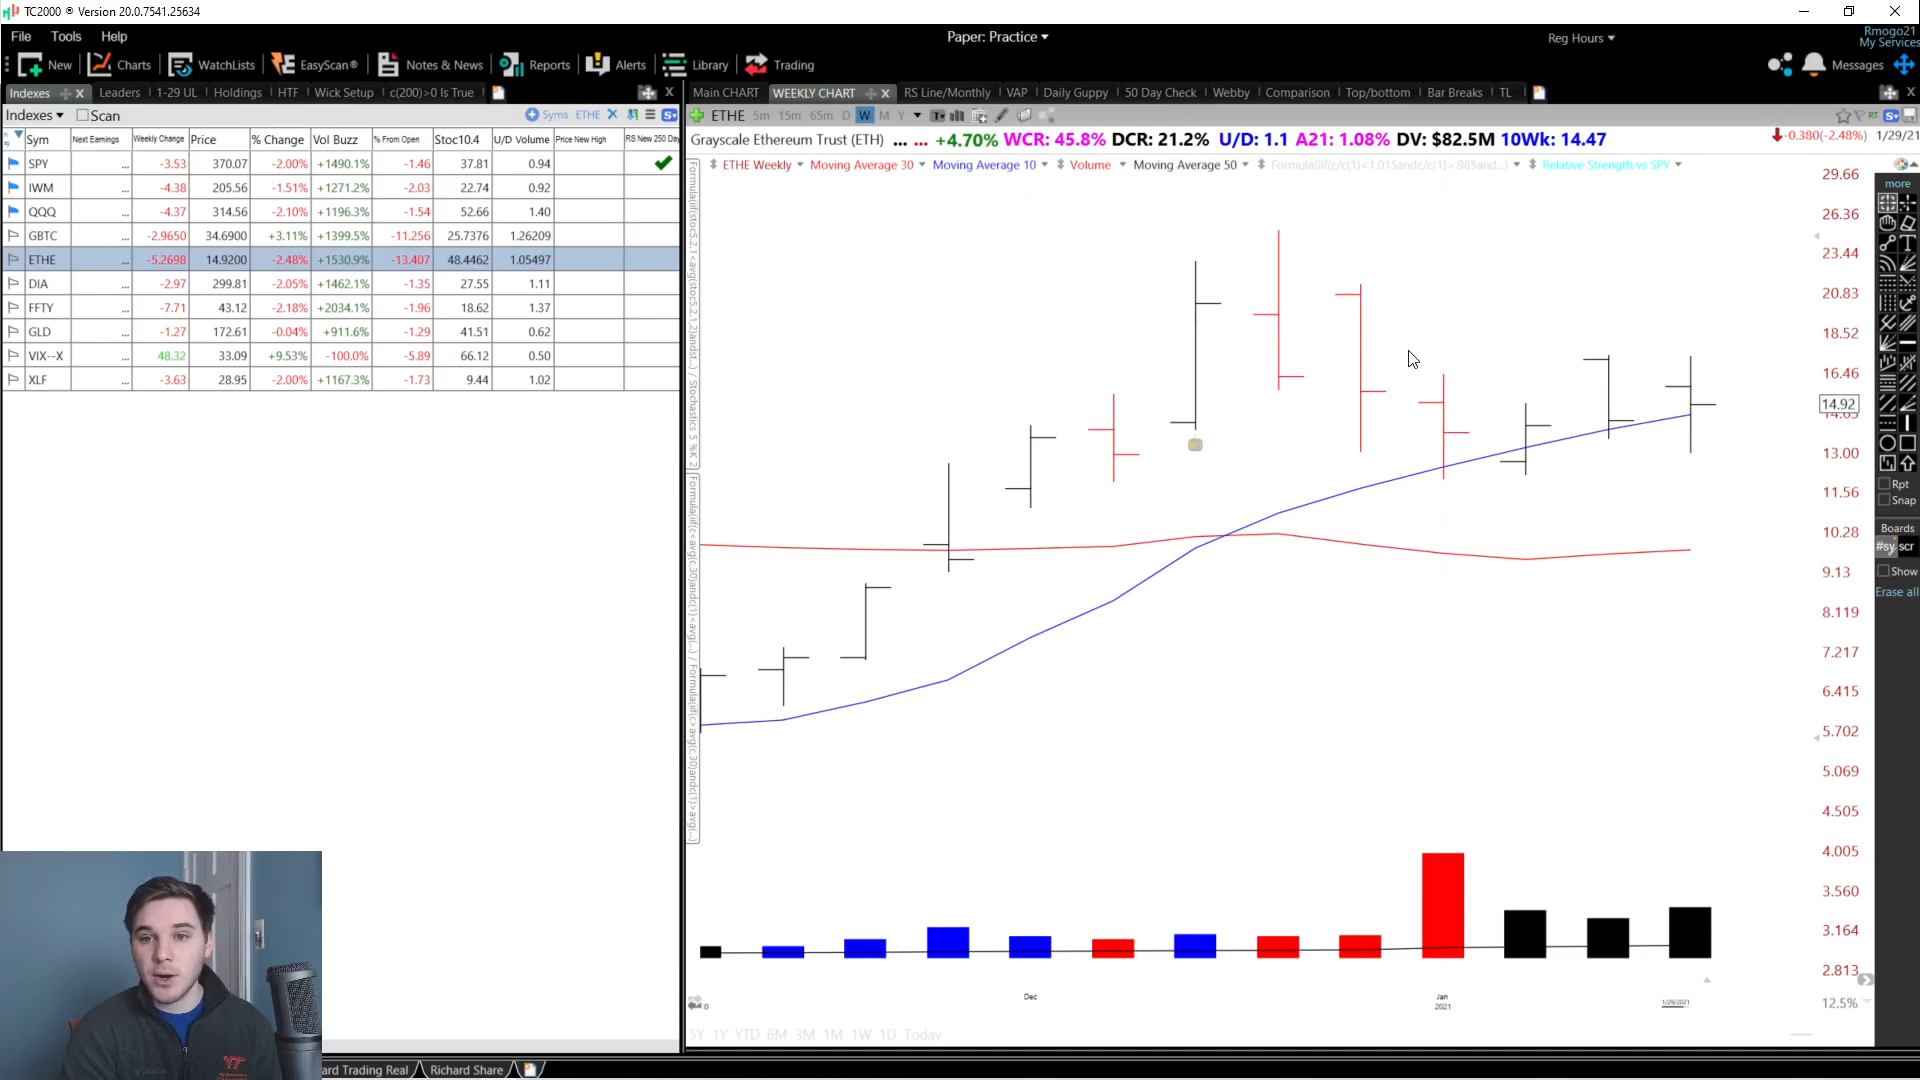 TC2000 ® Version 20.0.7541.25634
File Tools Help
Paper: Practice
Reg Hours
Rmogo21
My Services
New Charts WatchLists EasyScan® Notes & News Reports Alerts Library Trading
Messages
Indexes Leaders 1-29 UL Holdings HTF Wick Setup c(200)>0 Is True
Main CHART WEEKLY CHART RS Line/Monthly VAP Daily Guppy 50 Day Check Webby Comparison Top/bottom Bar Breaks TL
Indexes Scan Syms ETHE
ETHE 5m 15m 65m D W M Y
Sym Next Earnings Weekly Change Price % Change Vol Buzz % From Open Stoc10.4 U/D Volume Price New High RS New 250 Day
Grayscale Ethereum Trust (ETH) ... ... +4.70% WCR: 45.8% DCR: 21.2% U/D: 1.1 A21: 1.08% DV: $82.5M 10Wk: 14.47
-0.380(-2.48%) 1/29/21
ETHE Weekly Moving Average 30 Moving Average 10 Volume Moving Average 50 Formula(iif(c/c(1)<1.015andc/c(1)>.985and...) Relative Strength vs SPY
SPY ... -3.53 370.07 -2.00% +1490.1% -1.46 37.81 0.94
IWM ... -4.38 205.56 -1.51% +1271.2% -2.03 22.74 0.92
QQQ ... -4.37 314.56 -2.10% +1196.3% -1.54 52.66 1.40
GBTC ... -2.9650 34.6900 +3.11% +1399.5% -11.256 25.7376 1.26209
ETHE ... -5.2698 14.9200 -2.48% +1530.9% -13.407 48.4462 1.05497
DIA ... -2.97 299.81 -2.05% +1462.1% -1.35 27.55 1.11
FFTY ... -7.71 43.12 -2.18% +2034.1% -1.96 18.62 1.37
GLD ... -1.27 172.61 -0.04% +911.6% -1.29 41.51 0.62
VIX--X ... 48.32 33.09 +9.53% -100.0% -5.89 66.12 0.50
XLF ... -3.63 28.95 -2.00% +1167.3% -1.73 9.44 1.02
29.66
26.36
23.44
20.83
18.52
16.46
14.92
13.00
11.56
10.28
9.13
8.119
7.217
6.415
5.702
5.069
4.505
4.005
3.560
3.164
2.813
12.5%
more
Rpt
Snap
Boards
#sy scr
Show
Erase all
Dec
Jan
2021
1/29/2021
5Y 1Y YTD 6M 3M 1M 1W 1D Today
VT
ard Trading Real Richard Share